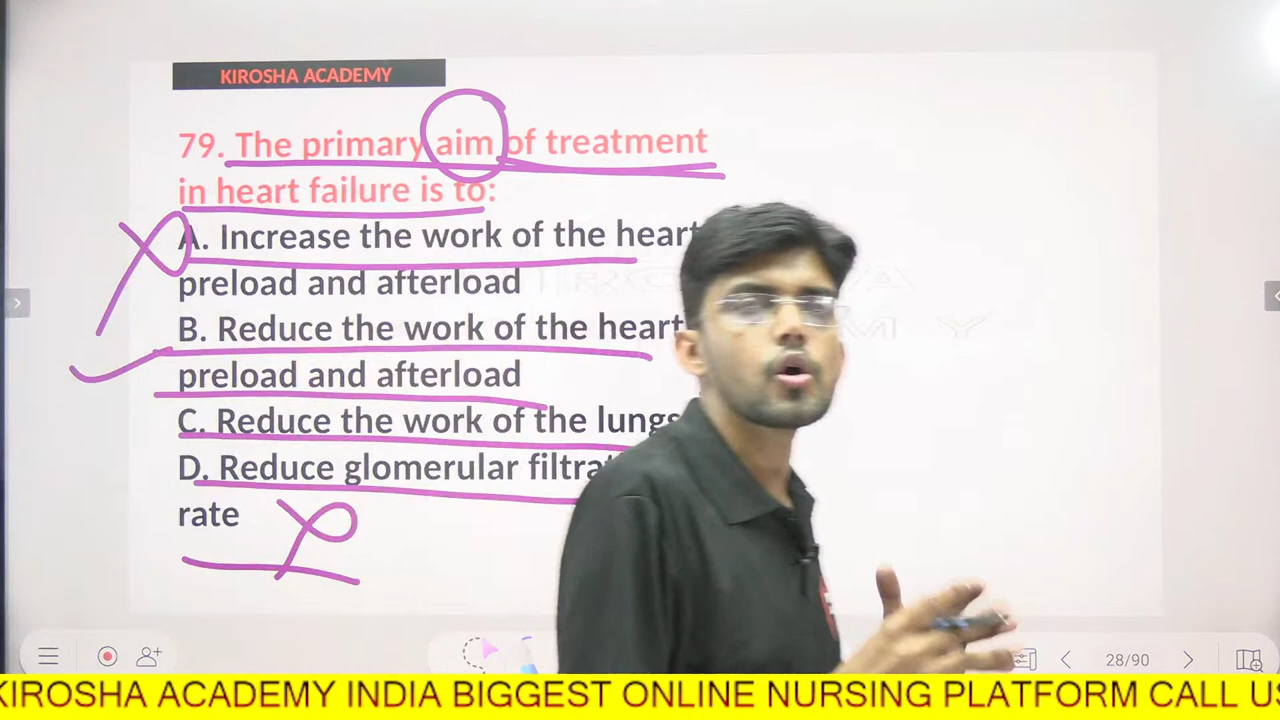 KIROSHA ACADEMY
79. The primary aim of treatment
in heart failure is to:
A. Increase the work of the heart
preload and afterload
B. Reduce the work of the heart
preload and afterload
C. Reduce the work of the lungs
D. Reduce glomerular
rate
28/90
KIROSHA ACADEMY INDIA BIGGEST ONLINE NURSING PLATFORM CALL US